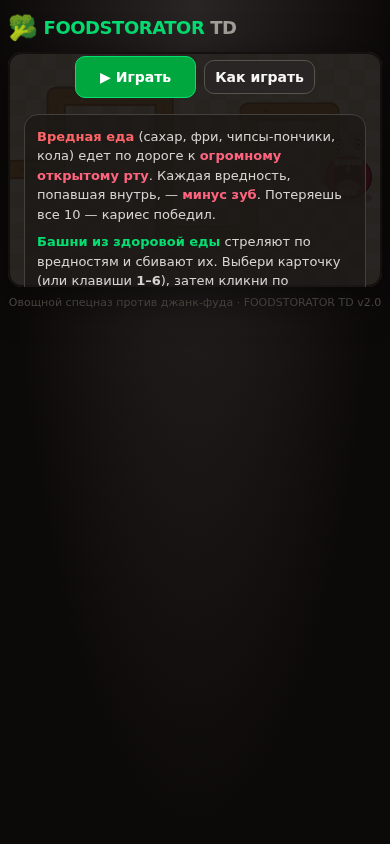 🥦 FOODSTORATOR TD
▶ Играть
Как играть
Вредная еда (сахар, фри, чипсы-пончики,
кола) едет по дороге к огромному
открытому рту. Каждая вредность,
попавшая внутрь, — минус зуб. Потеряешь
все 10 — кариес победил.
Башни из здоровой еды стреляют по
вредностям и сбивают их. Выбери карточку
(или клавиши 1–6), затем кликни по
Овощной спецназ против джанк-фуда · FOODSTORATOR TD v2.0